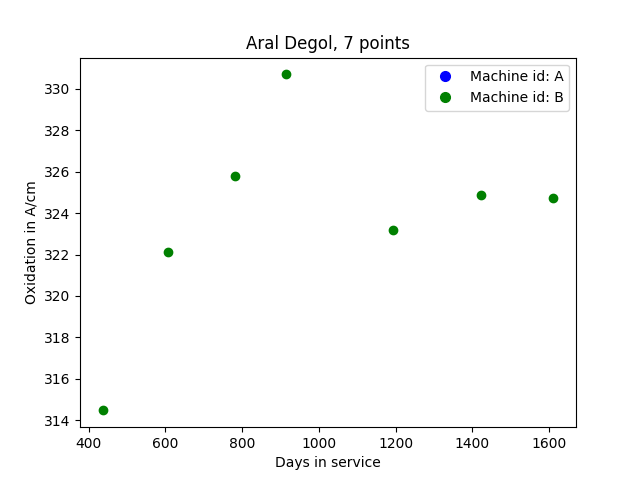 Aral Degol, 7 points
Machine id: A
Machine id: B
Oxidation in A/cm
330
328
326
324
322
320
318
316
314
400 600 800 1000 1200 1400 1600
Days in service